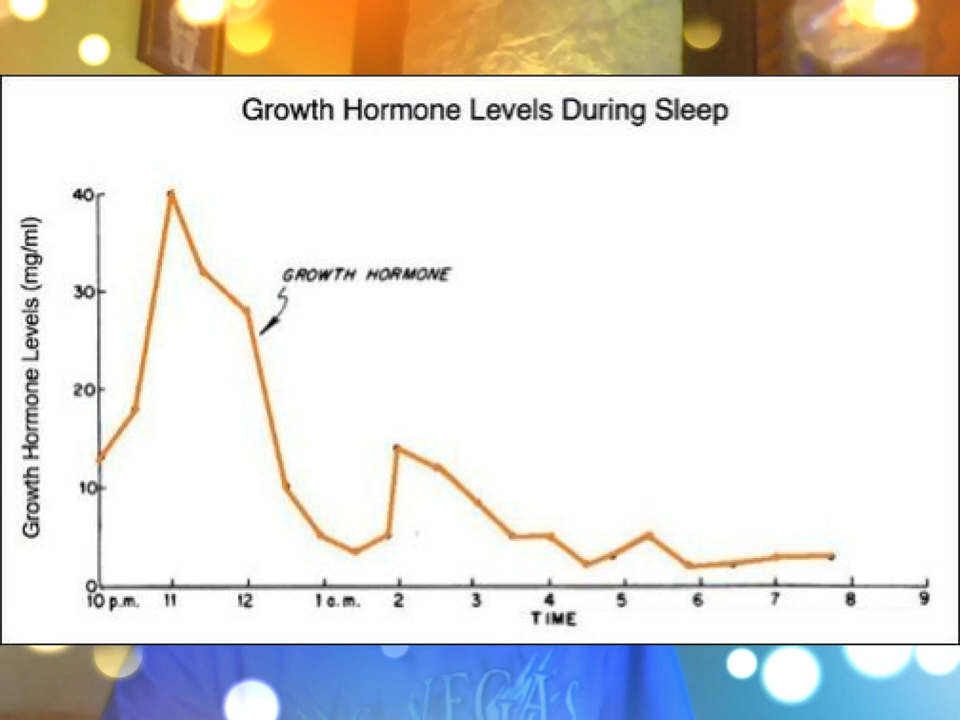 Growth Hormone Levels During Sleep
Growth Hormone Levels (mg/ml)
40
30
20
10
0
GROWTH HORMONE
10 p.m. 11 12 1 a.m. 2 3 4 5 6 7 8 9
TIME
VEGAS